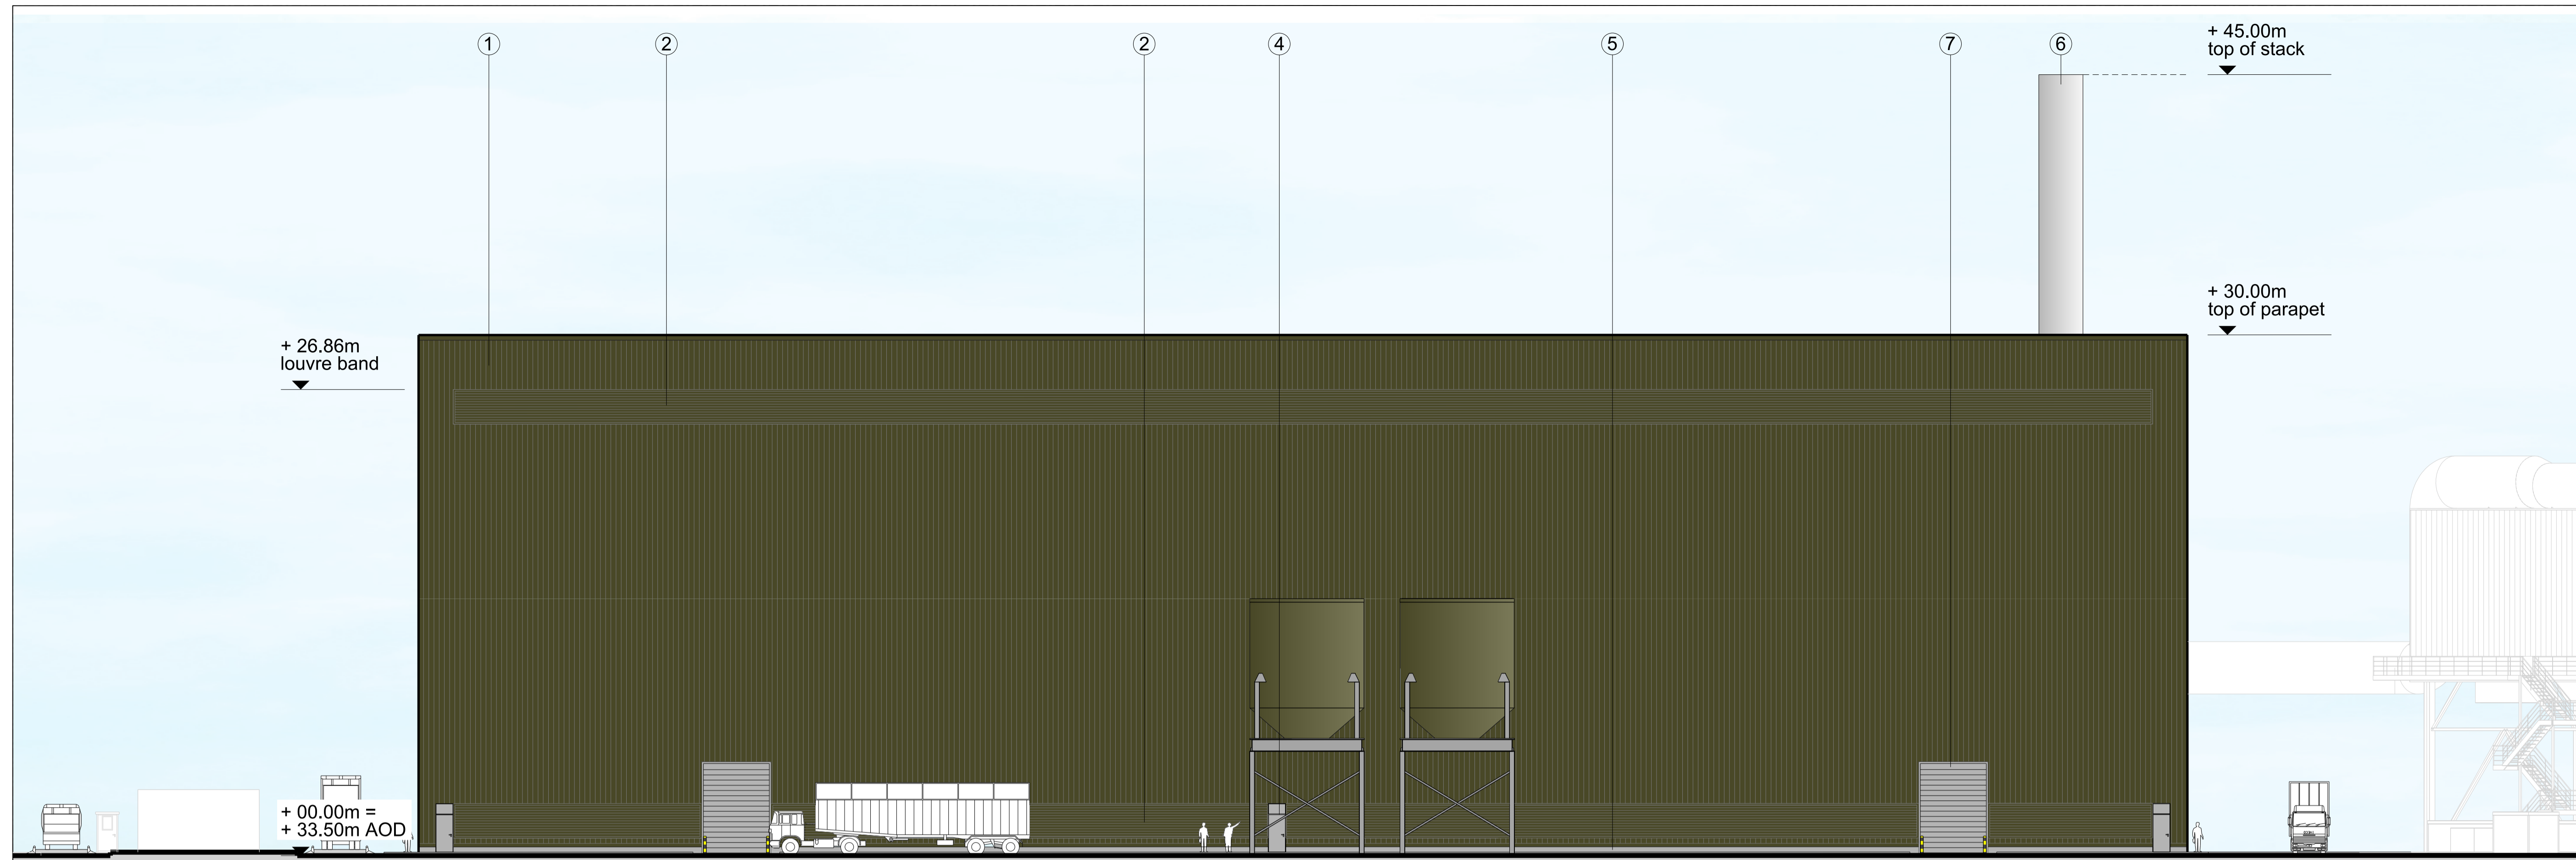 1
2
2
4
5
7
6
+ 45.00m
top of stack
+ 30.00m
top of parapet
+ 26.86m
louvre band
+ 00.00m =
+ 33.50m AOD